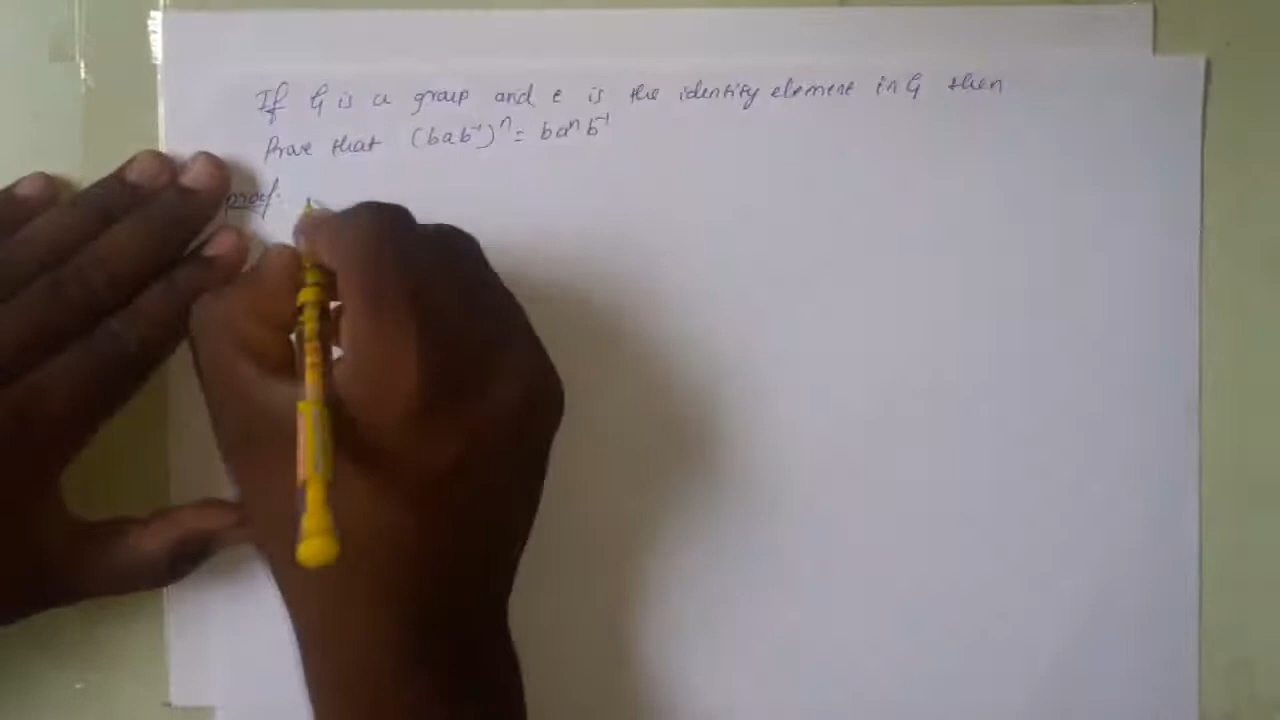 If G is a group and e is the identity element in G then
Prove that (bab⁻¹)ⁿ = baⁿb⁻¹
proof: